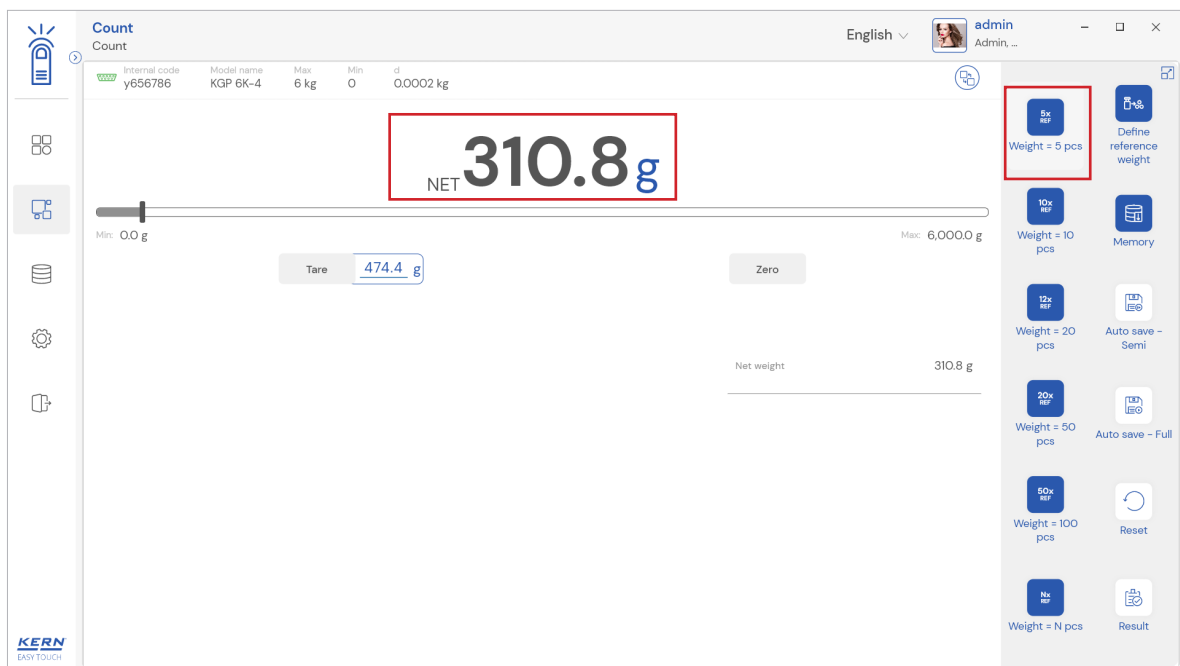 Count
Count
English
admin
Admin, ...
Internal code
y656786
Model name
KGP 6K-4
Max
6 kg
Min
0
d
0.0002 kg
NET 310.8 g
Min: 0.0 g
Max: 6,000.0 g
Tare 474.4 g
Zero
Net weight 310.8 g
5x
REF
Weight = 5 pcs
Define
reference
weight
10x
REF
Weight = 10
pcs
Memory
12x
REF
Weight = 20
pcs
Auto save -
Semi
20x
REF
Weight = 50
pcs
Auto save - Full
50x
REF
Weight = 100
pcs
Reset
Nx
REF
Weight = N pcs
Result
KERN
EASY TOUCH